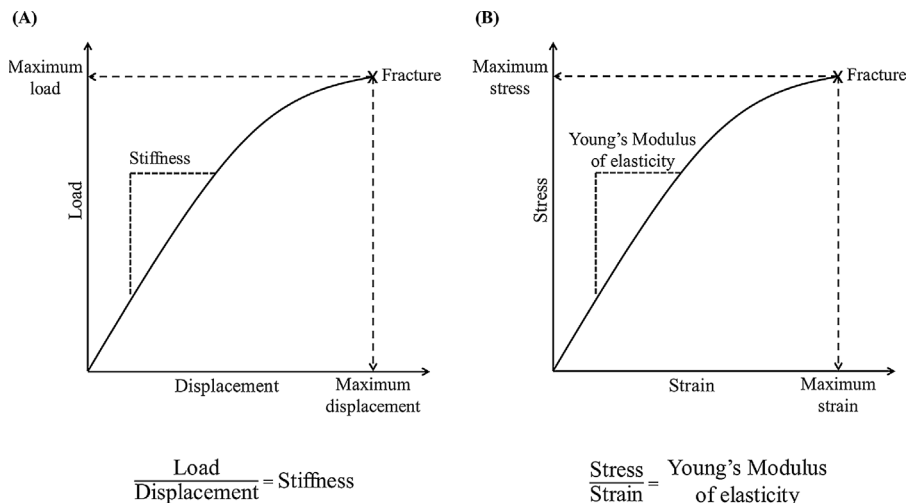 (A)
Maximum
load
Fracture
Stiffness
Load
Displacement
Maximum
displacement
Load
Displacement
= Stiffness
(B)
Maximum
stress
Fracture
Young's Modulus
of elasticity
Stress
Strain
Maximum
strain
Stress
Strain
= Young's Modulus
of elasticity